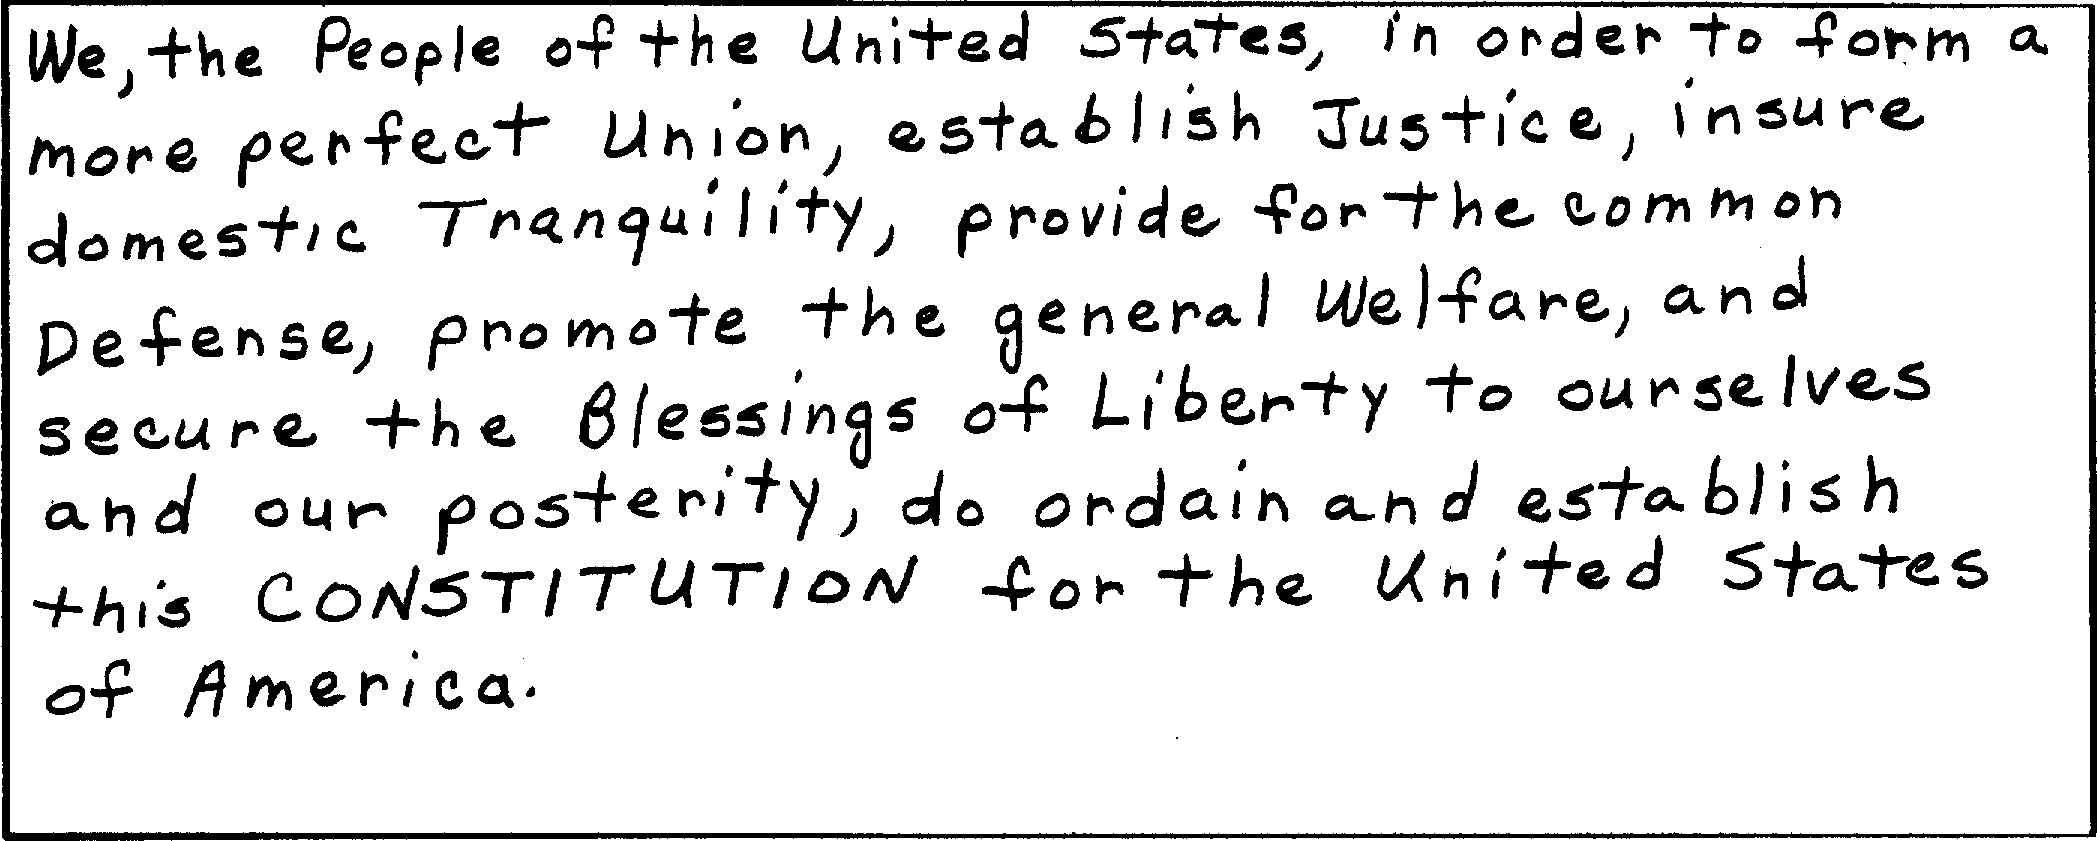 We, the People of the United States, in order to form a
more perfect Union, establish Justice, insure
domestic Tranquility, provide for the common
Defense, promote the general Welfare, and
secure the Blessings of Liberty to ourselves
and our posterity, do ordain and establish
this CONSTITUTION for the United States
of America.